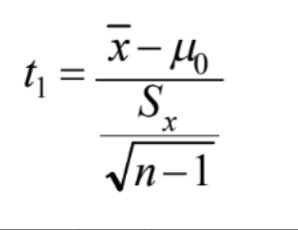 t₁ = (x̄ − μ₀) / (Sₓ / √(n−1))